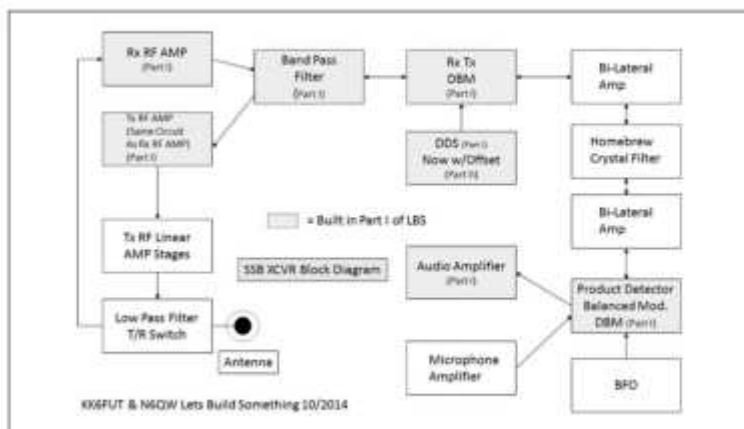 Rx RF AMP
(Part I)
Band Pass
Filter
(Part I)
Rx Tx
DBM
(Part I)
Bi-Lateral
Amp
Tx RF AMP
(Same Circuit
As Rx RF AMP)
(Part I)
DDS (Part I)
Now w/Offset
(Part II)
Homebrew
Crystal Filter
= Built in Part I of LBS
Bi-Lateral
Amp
Tx RF Linear
AMP Stages
SSB XCVR Block Diagram
Audio Amplifier
(Part I)
Product Detector
Balanced Mod.
DBM (Part I)
Low Pass Filter
T/R Switch
Antenna
Microphone
Amplifier
BFO
KK6FUT & N6QW Lets Build Something 10/2014